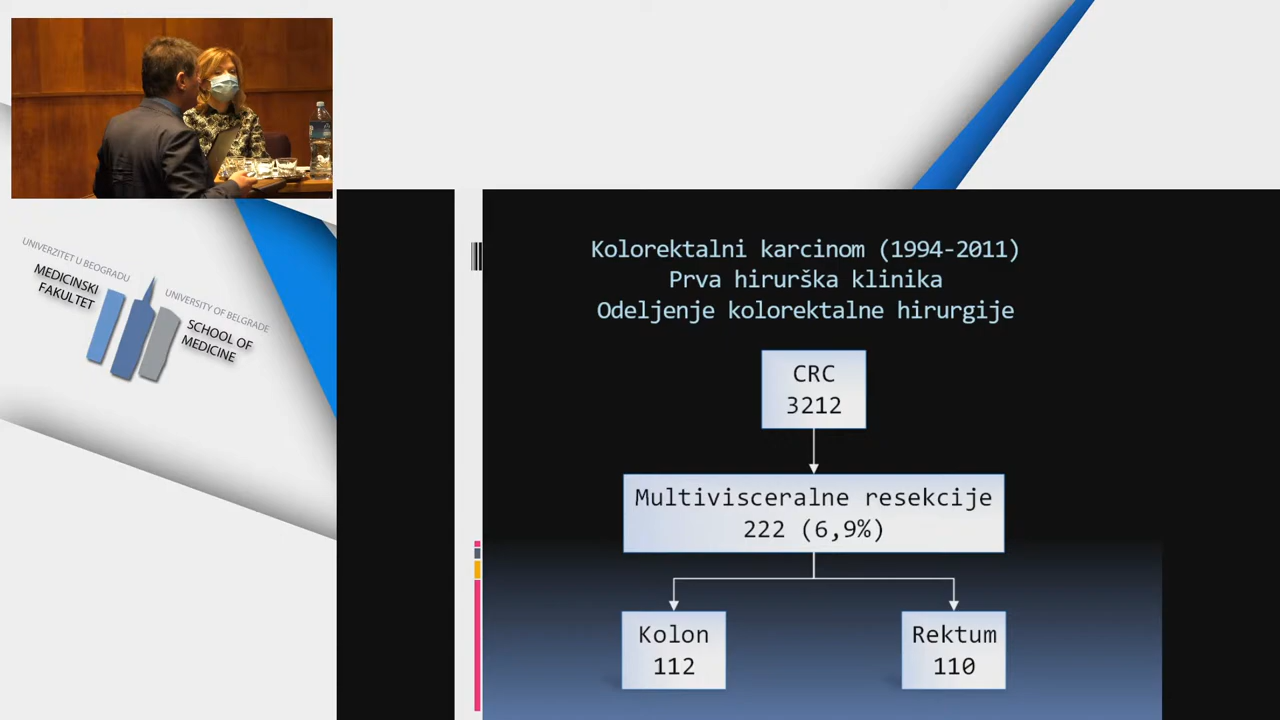 UNIVERZITET U BEOGRADU
MEDICINSKI
FAKULTET
UNIVERSITY OF BELGRADE
SCHOOL OF
MEDICINE
Kolorektalni karcinom (1994-2011)
Prva hirurška klinika
Odeljenje kolorektalne hirurgije
CRC
3212
Multivisceralne resekcije
222 (6,9%)
Kolon
112
Rektum
110